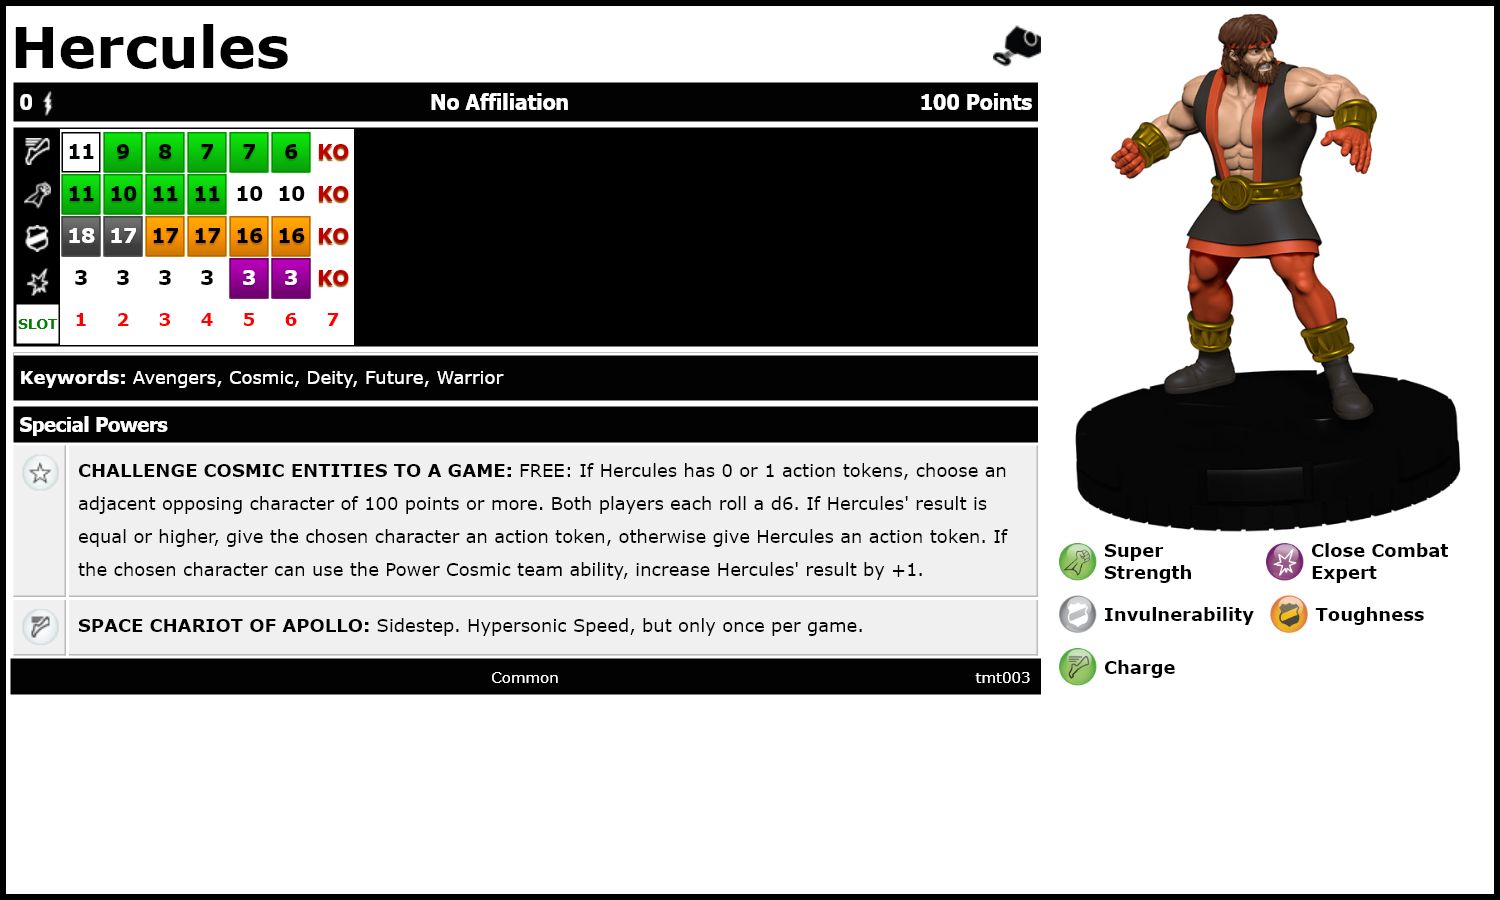 Hercules
0 No Affiliation 100 Points
11 9 8 7 7 6 KO
11 10 11 11 10 10 KO
18 17 17 17 16 16 KO
3 3 3 3 3 3 KO
SLOT 1 2 3 4 5 6 7
Keywords: Avengers, Cosmic, Deity, Future, Warrior
Special Powers
CHALLENGE COSMIC ENTITIES TO A GAME: FREE: If Hercules has 0 or 1 action tokens, choose an
adjacent opposing character of 100 points or more. Both players each roll a d6. If Hercules' result is
equal or higher, give the chosen character an action token, otherwise give Hercules an action token. If
the chosen character can use the Power Cosmic team ability, increase Hercules' result by +1.
SPACE CHARIOT OF APOLLO: Sidestep. Hypersonic Speed, but only once per game.
Common tmt003
Super
Strength
Close Combat
Expert
Invulnerability
Toughness
Charge